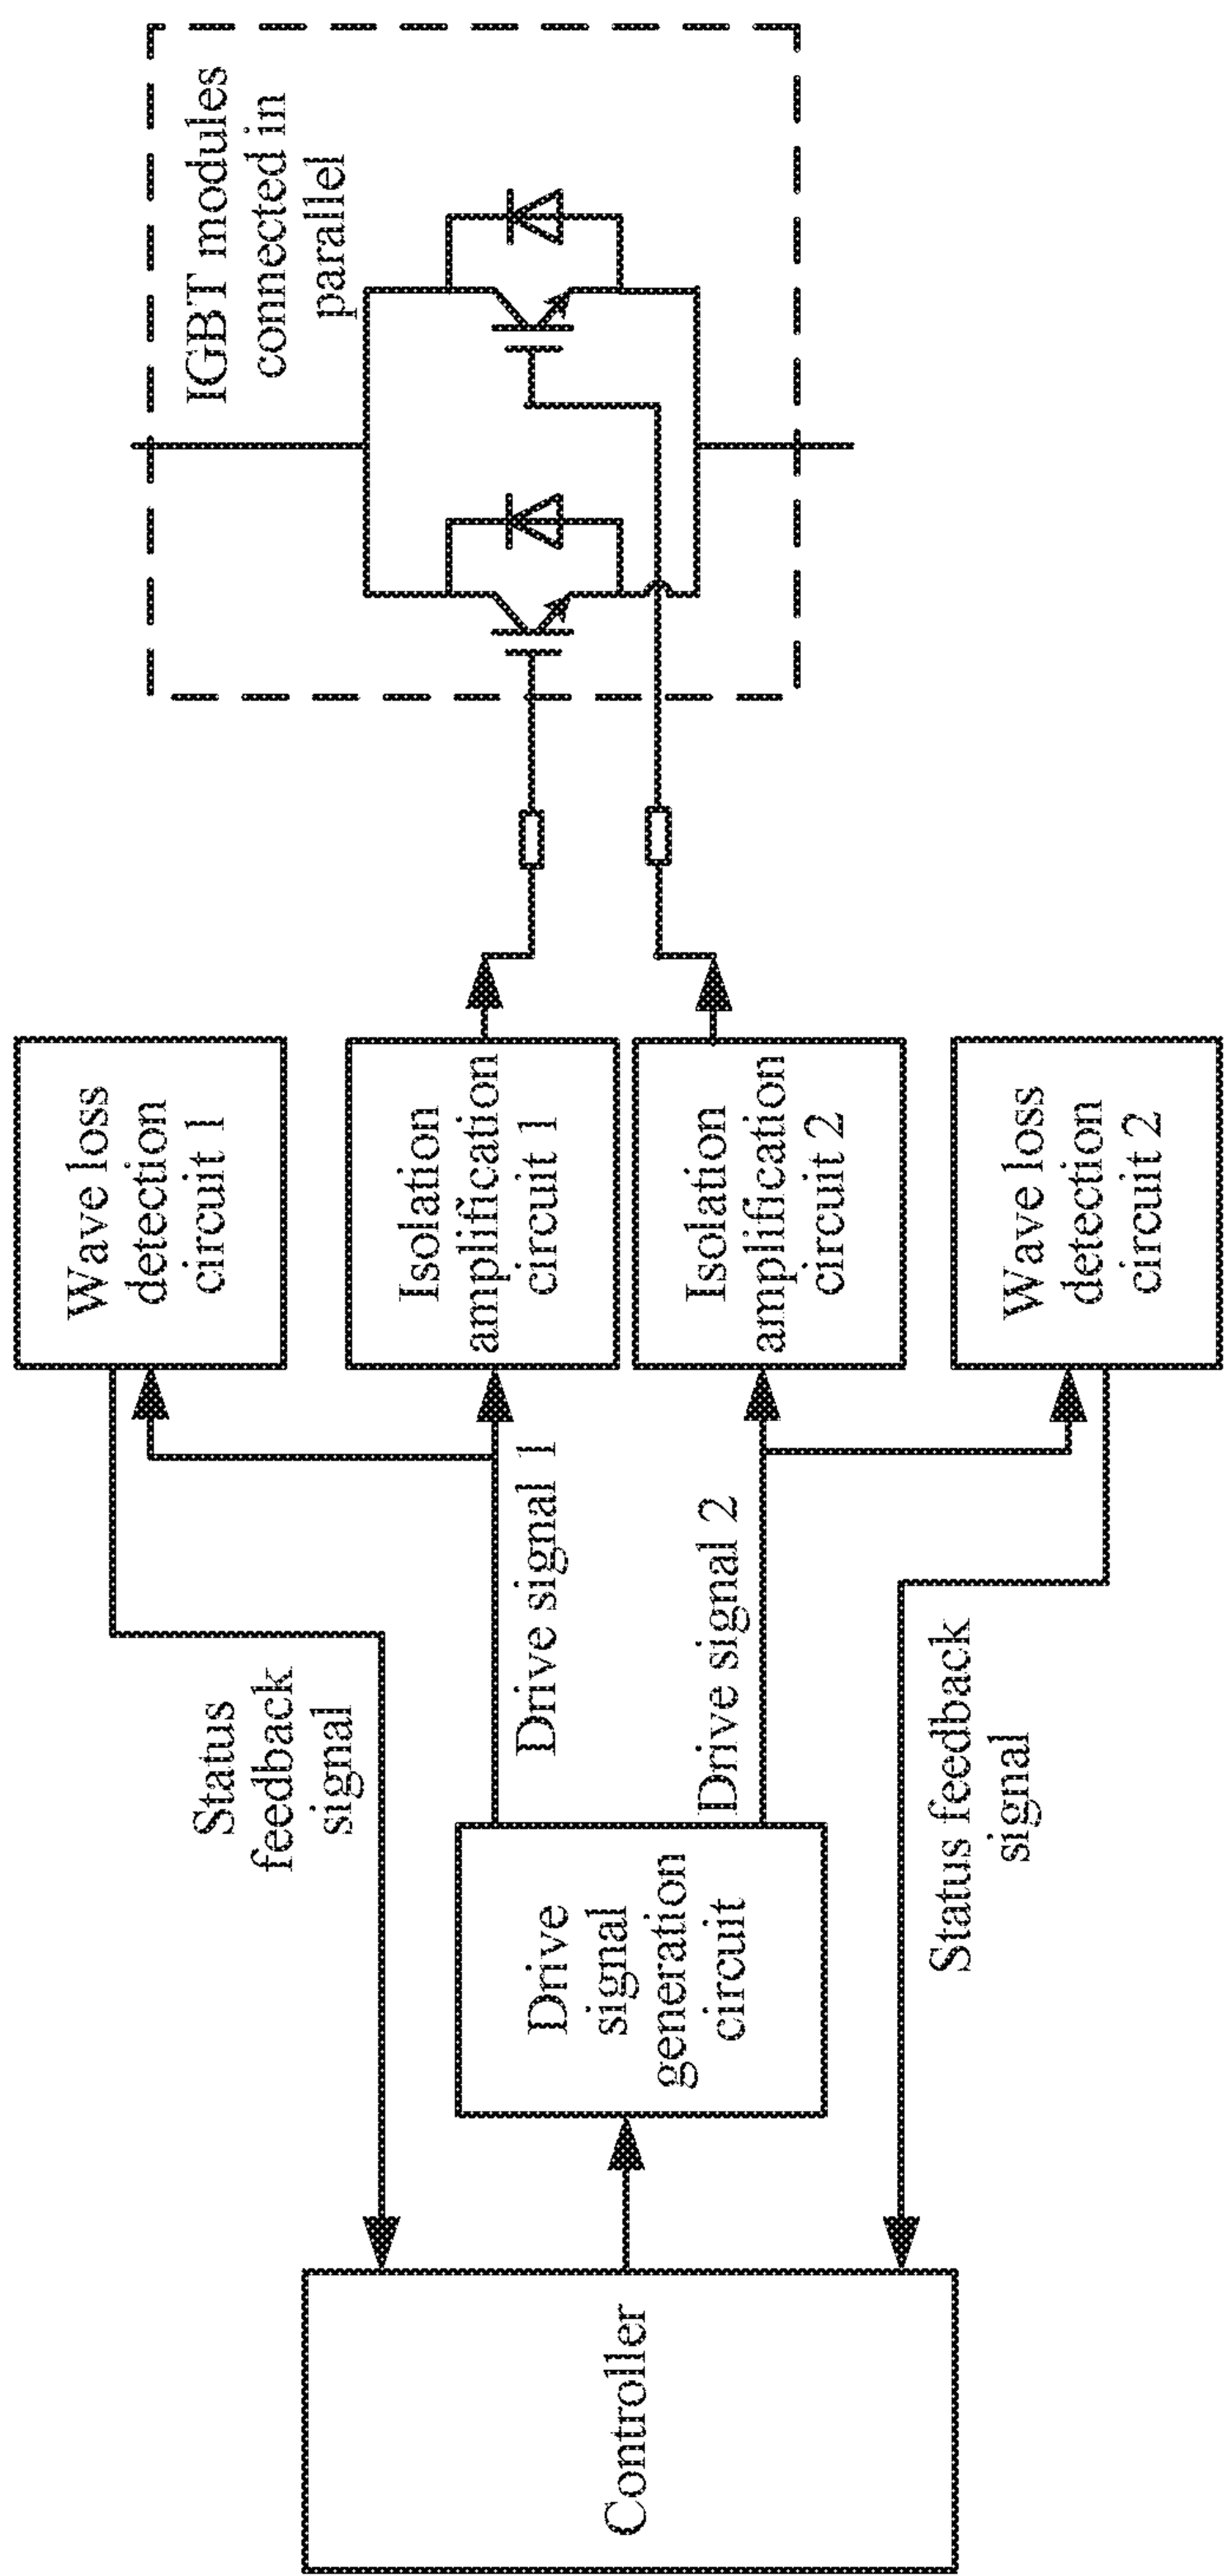 Controller
Drive
signal
generation
circuit
Status
feedback
signal
Drive signal 1
Drive signal 2
Status feedback
signal
Wave loss
detection
circuit 1
Isolation
amplification
circuit 1
Isolation
amplification
circuit 2
Wave loss
detection
circuit 2
IGBT modules
connected in
parallel